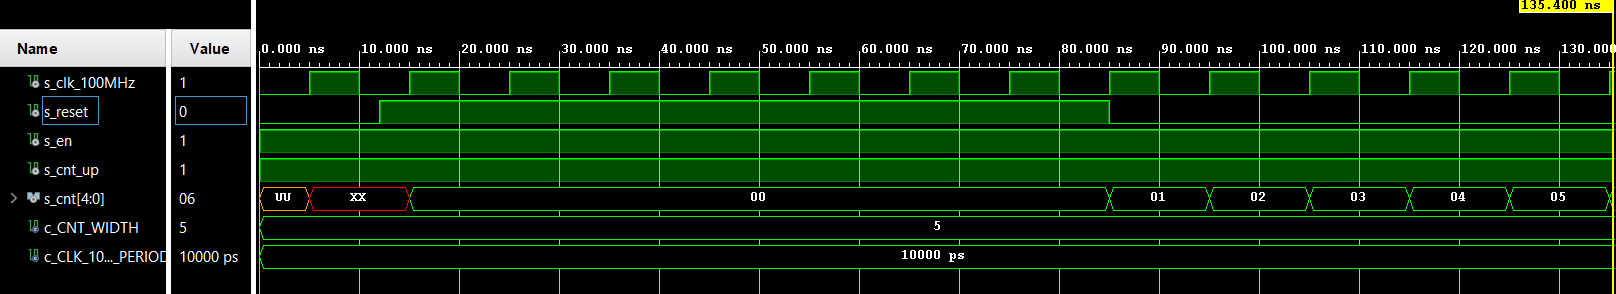 135.400 ns
Name Value
0.000 ns 10.000 ns 20.000 ns 30.000 ns 40.000 ns 50.000 ns 60.000 ns 70.000 ns 80.000 ns 90.000 ns 100.000 ns 110.000 ns 120.000 ns 130.000
s_clk_100MHz 1
s_reset 0
s_en 1
s_cnt_up 1
s_cnt[4:0] 06 UU XX 00 01 02 03 04 05
c_CNT_WIDTH 5 5
c_CLK_10..._PERIOD 10000 ps 10000 ps